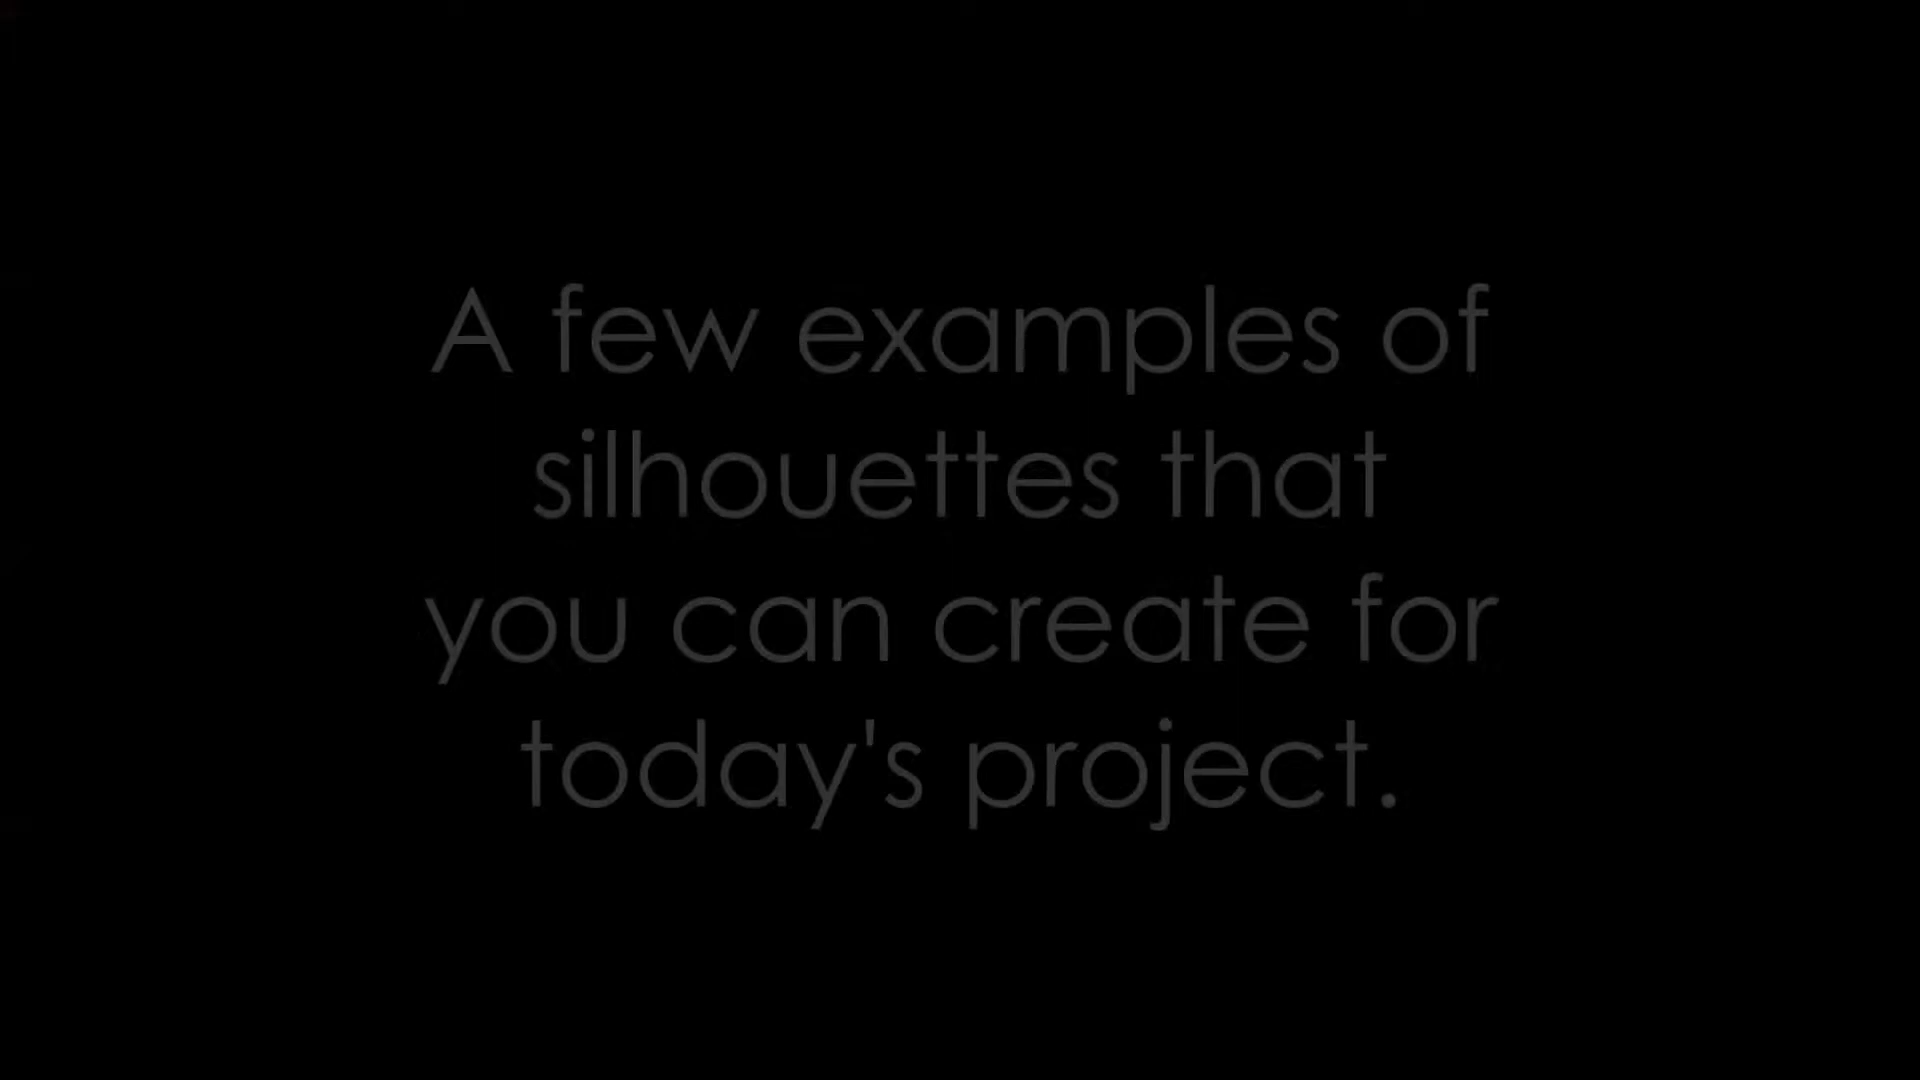 A few examples of
silhouettes that
you can create for
today's project.